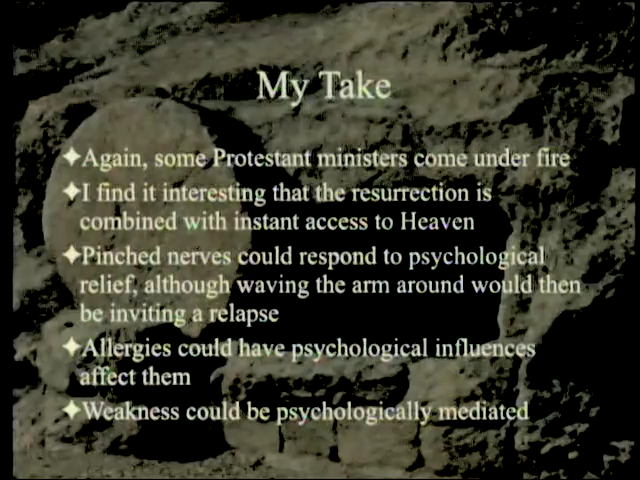 My Take
✦Again, some Protestant ministers come under fire
✦I find it interesting that the resurrection is
combined with instant access to Heaven
✦Pinched nerves could respond to psychological
relief, although waving the arm around would then
be inviting a relapse
✦Allergies could have psychological influences
affect them
✦Weakness could be psychologically mediated